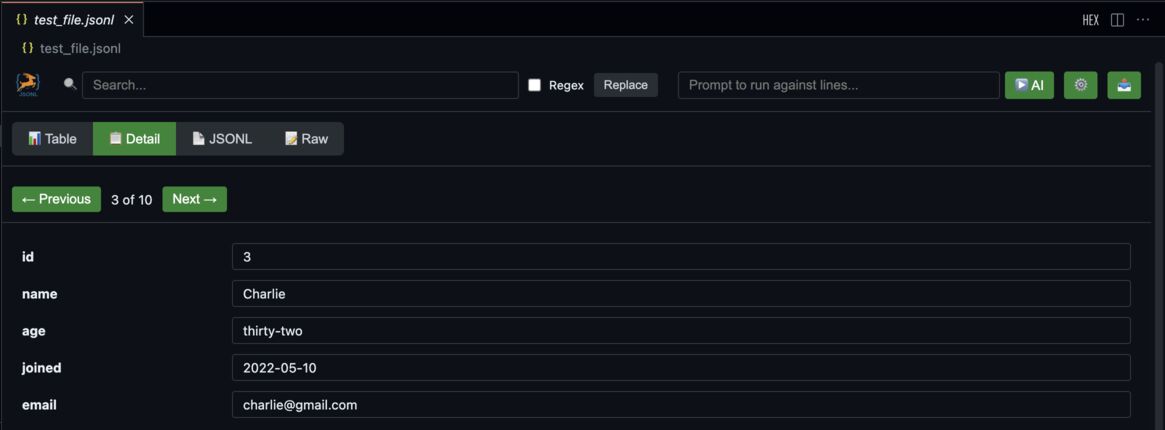 {} test_file.jsonl × HEX ...
{} test_file.jsonl
JSONL Search... Regex Replace Prompt to run against lines... AI
Table Detail JSONL Raw
← Previous 3 of 10 Next →
id 3
name Charlie
age thirty-two
joined 2022-05-10
email charlie@gmail.com